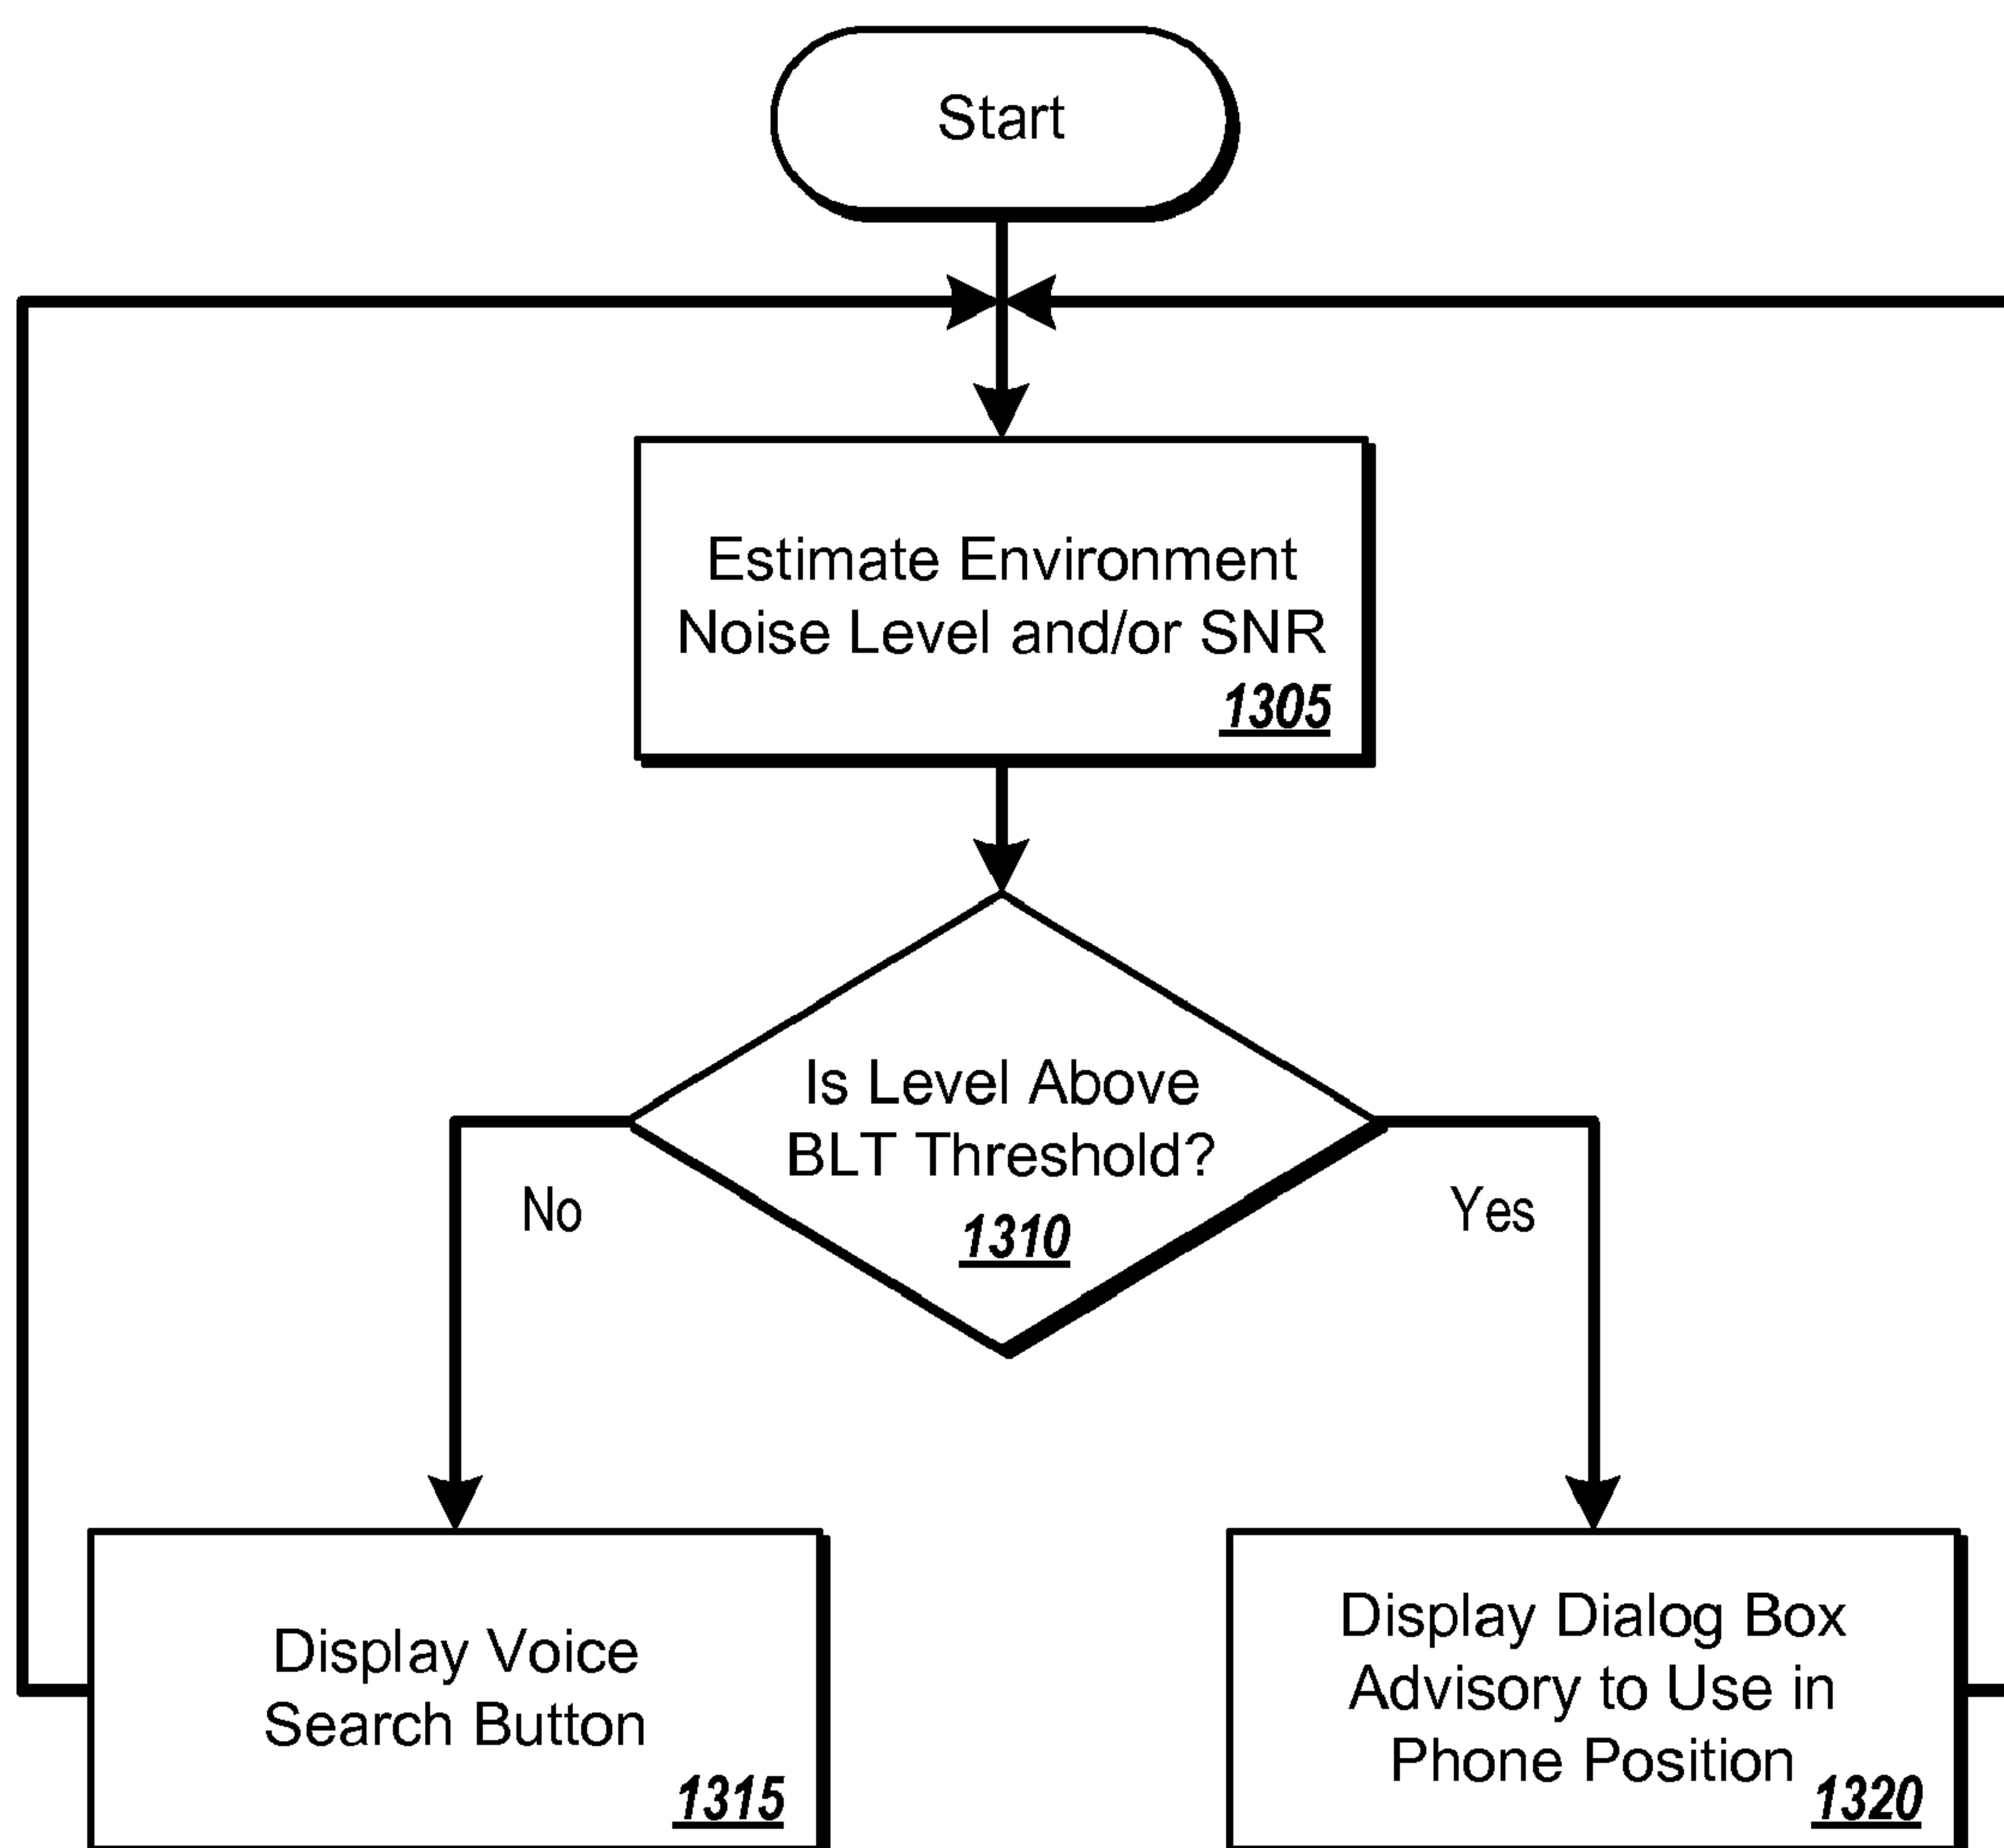 Start
Estimate Environment
Noise Level and/or SNR
1305
Is Level Above
BLT Threshold?
1310
No
Yes
Display Voice
Search Button
1315
Display Dialog Box
Advisory to Use in
Phone Position
1320